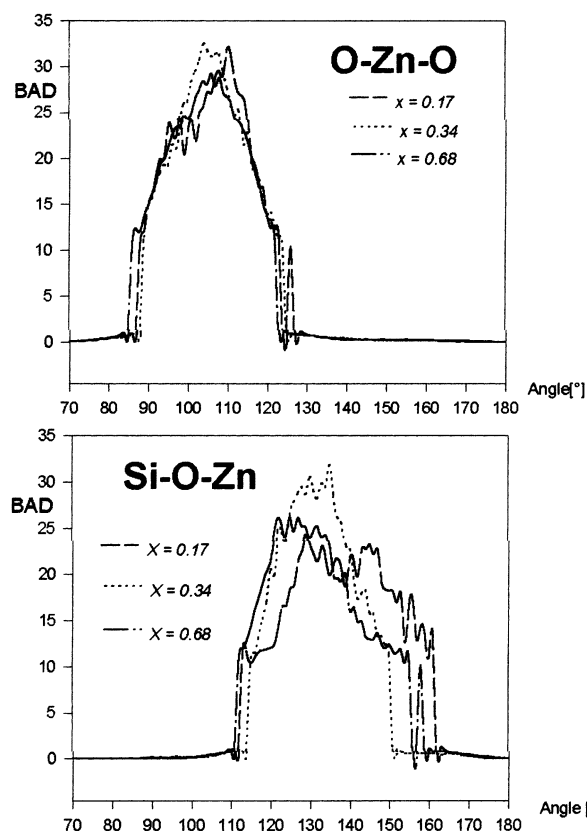 35
30
BAD
25
20
15
10
5
0
O-Zn-O
x = 0.17
x = 0.34
x = 0.68
70 80 90 100 110 120 130 140 150 160 170 180
Angle[°]
35
30
BAD
25
20
15
10
5
0
Si-O-Zn
X = 0.17
X = 0.34
X = 0.68
70 80 90 100 110 120 130 140 150 160 170 180
Angle [